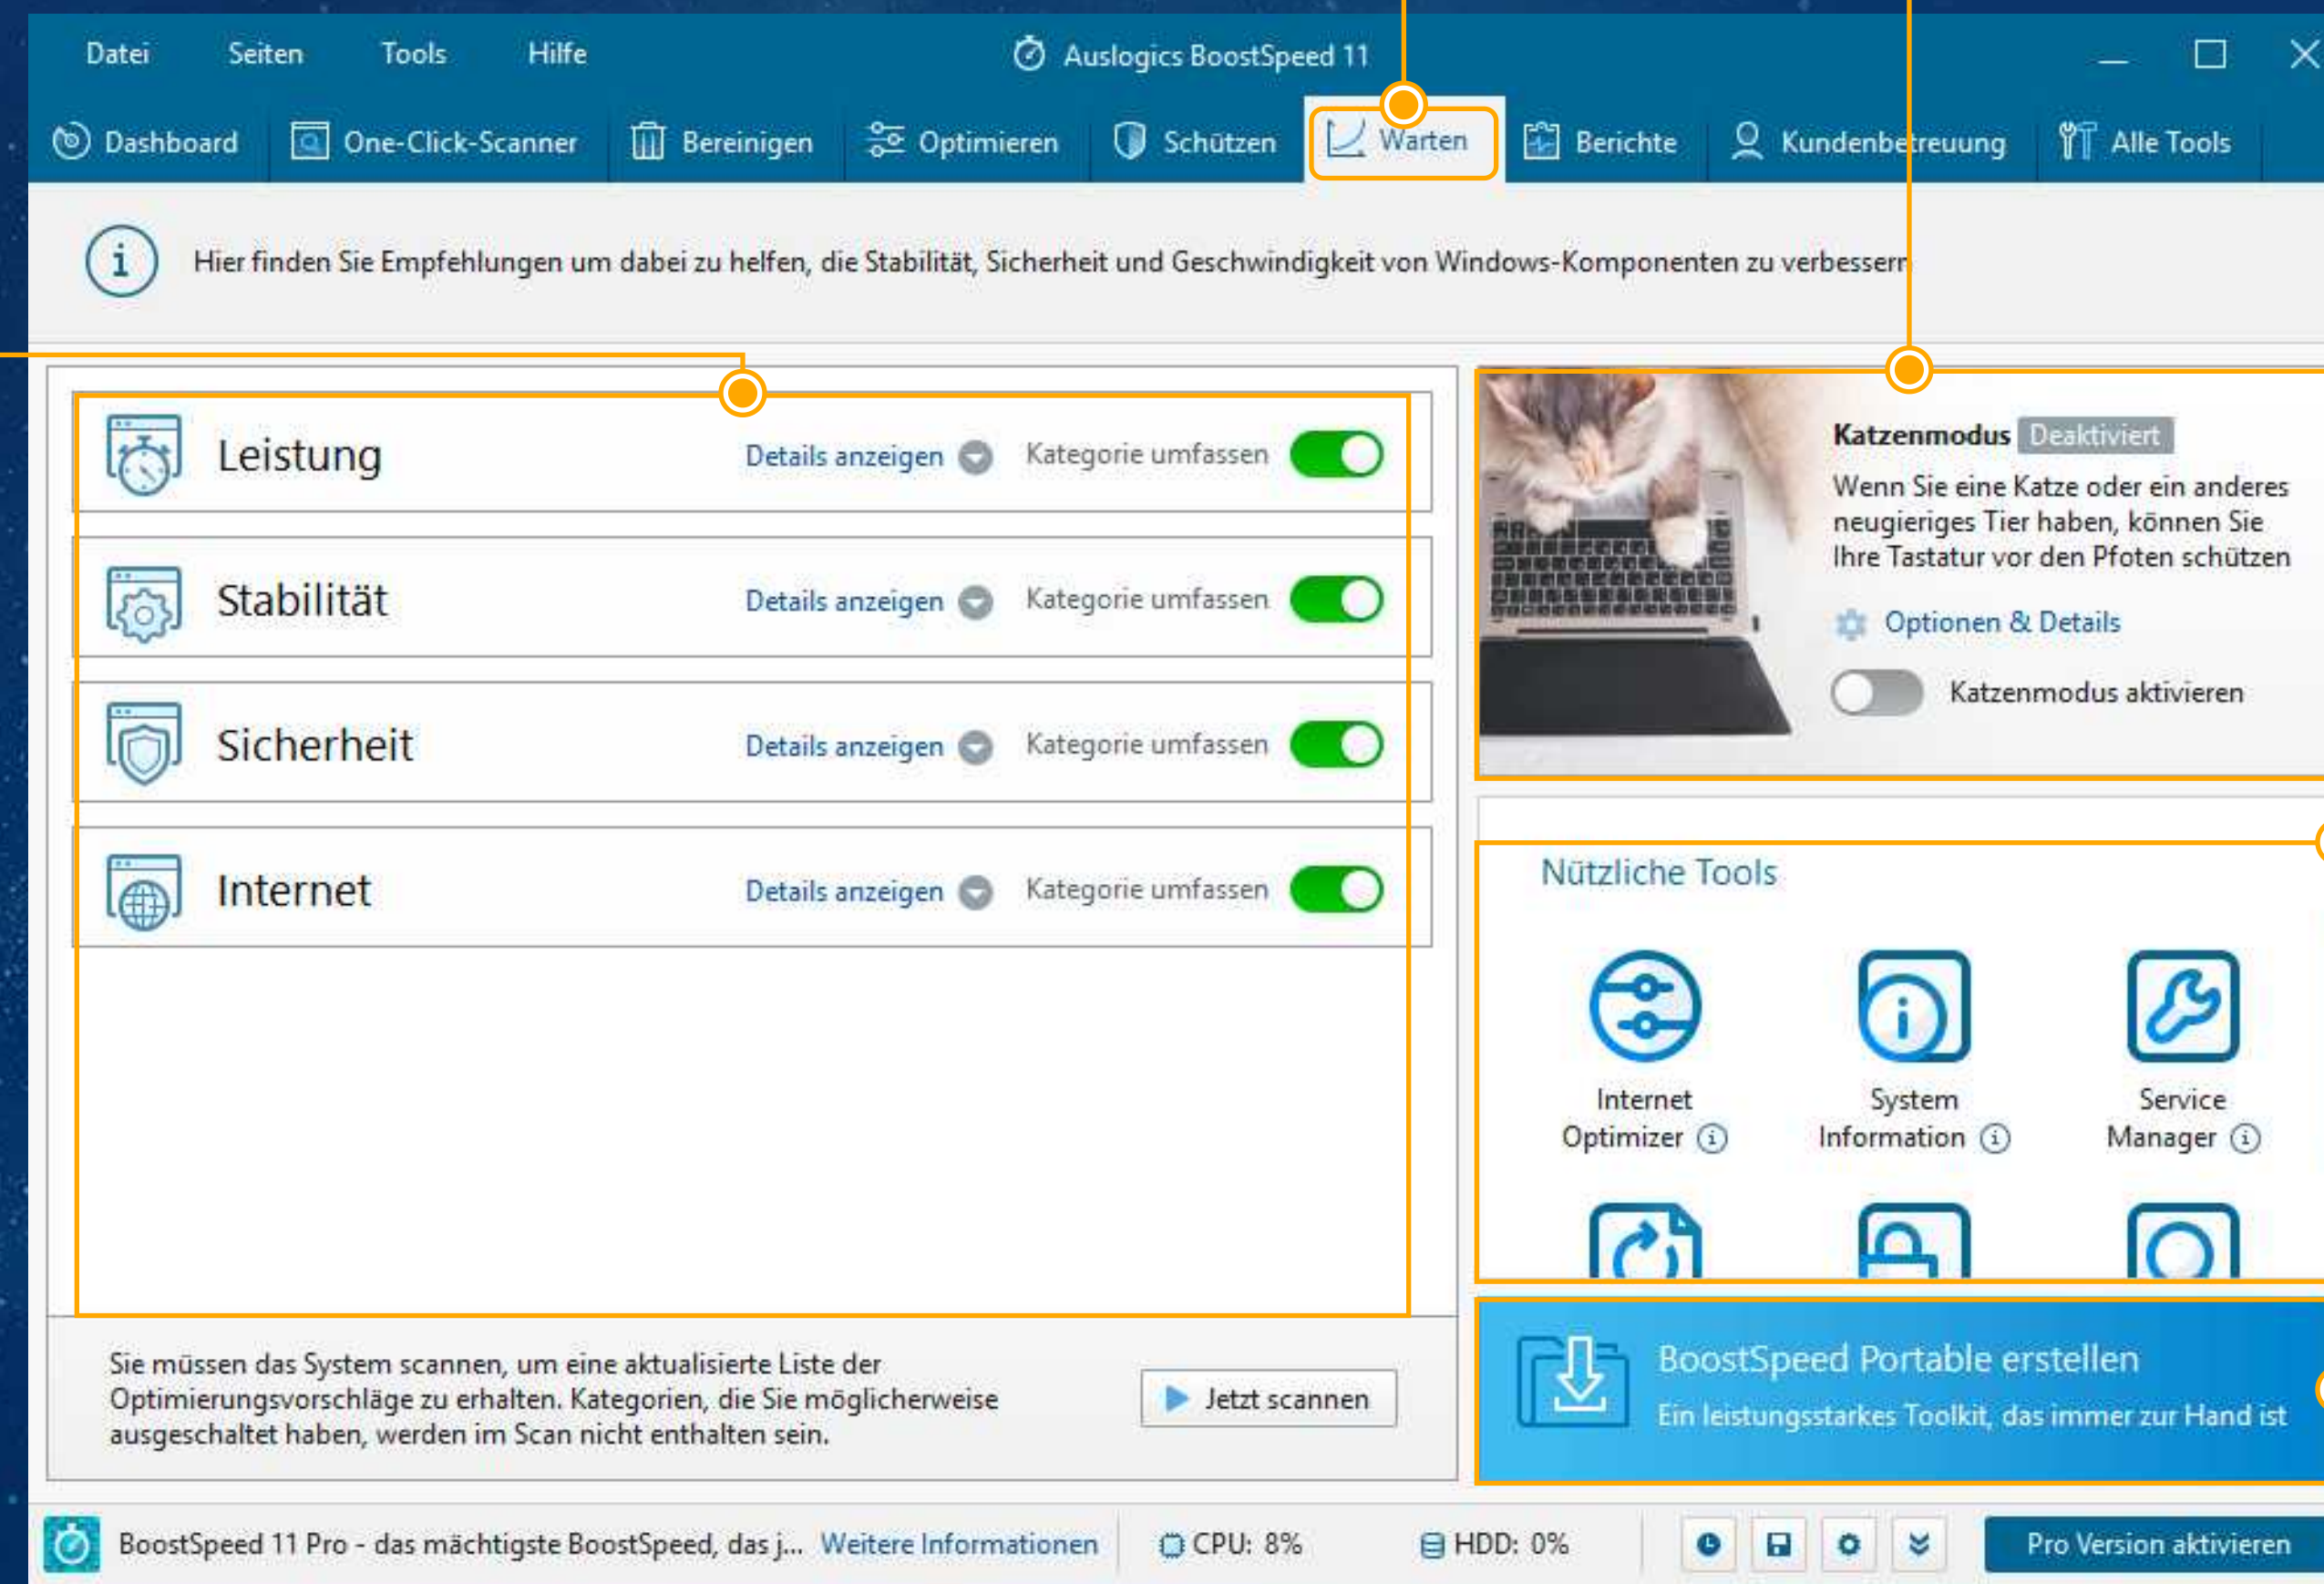 Datei Seiten Tools Hilfe Auslogics BoostSpeed 11
Dashboard One-Click-Scanner Bereinigen Optimieren Schützen Warten Berichte Kundenbetreuung Alle Tools
Hier finden Sie Empfehlungen um dabei zu helfen, die Stabilität, Sicherheit und Geschwindigkeit von Windows-Komponenten zu verbessern
Leistung Details anzeigen Kategorie umfassen
Stabilität Details anzeigen Kategorie umfassen
Sicherheit Details anzeigen Kategorie umfassen
Internet Details anzeigen Kategorie umfassen
Sie müssen das System scannen, um eine aktualisierte Liste der
Optimierungsvorschläge zu erhalten. Kategorien, die Sie möglicherweise
ausgeschaltet haben, werden im Scan nicht enthalten sein.
Jetzt scannen
Katzenmodus Deaktiviert
Wenn Sie eine Katze oder ein anderes
neugieriges Tier haben, können Sie
Ihre Tastatur vor den Pfoten schützen
Optionen & Details
Katzenmodus aktivieren
Nützliche Tools
Internet
Optimizer
System
Information
Service
Manager
BoostSpeed Portable erstellen
Ein leistungsstarkes Toolkit, das immer zur Hand ist
BoostSpeed 11 Pro - das mächtigste BoostSpeed, das j... Weitere Informationen CPU: 8% HDD: 0% Pro Version aktivieren